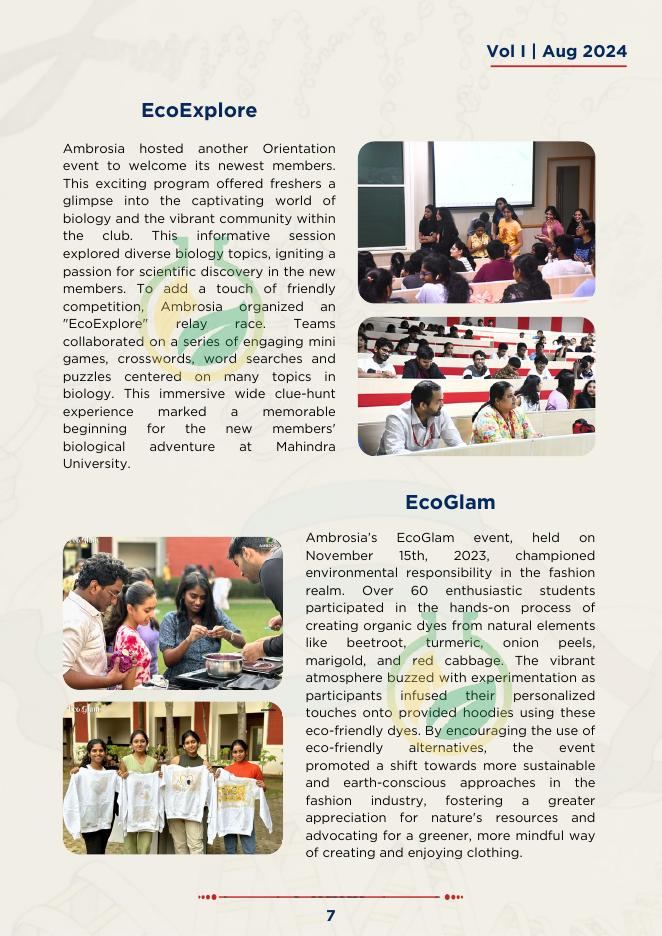 Vol I | Aug 2024
EcoExplore
Ambrosia hosted another Orientation
event to welcome its newest members.
This exciting program offered freshers a
glimpse into the captivating world of
biology and the vibrant community within
the club. This informative session
explored diverse biology topics, igniting a
passion for scientific discovery in the new
members. To add a touch of friendly
competition, Ambrosia organized an
"EcoExplore" relay race. Teams
collaborated on a series of engaging mini
games, crosswords, word searches and
puzzles centered on many topics in
biology. This immersive wide clue-hunt
experience marked a memorable
beginning for the new members'
biological adventure at Mahindra
University.
EcoGlam
Ambrosia's EcoGlam event, held on
November 15th, 2023, championed
environmental responsibility in the fashion
realm. Over 60 enthusiastic students
participated in the hands-on process of
creating organic dyes from natural elements
like beetroot, turmeric, onion peels,
marigold, and red cabbage. The vibrant
atmosphere buzzed with experimentation as
participants infused their personalized
touches onto provided hoodies using these
eco-friendly dyes. By encouraging the use of
eco-friendly alternatives, the event
promoted a shift towards more sustainable
and earth-conscious approaches in the
fashion industry, fostering a greater
appreciation for nature's resources and
advocating for a greener, more mindful way
of creating and enjoying clothing.
Eco Glam
7